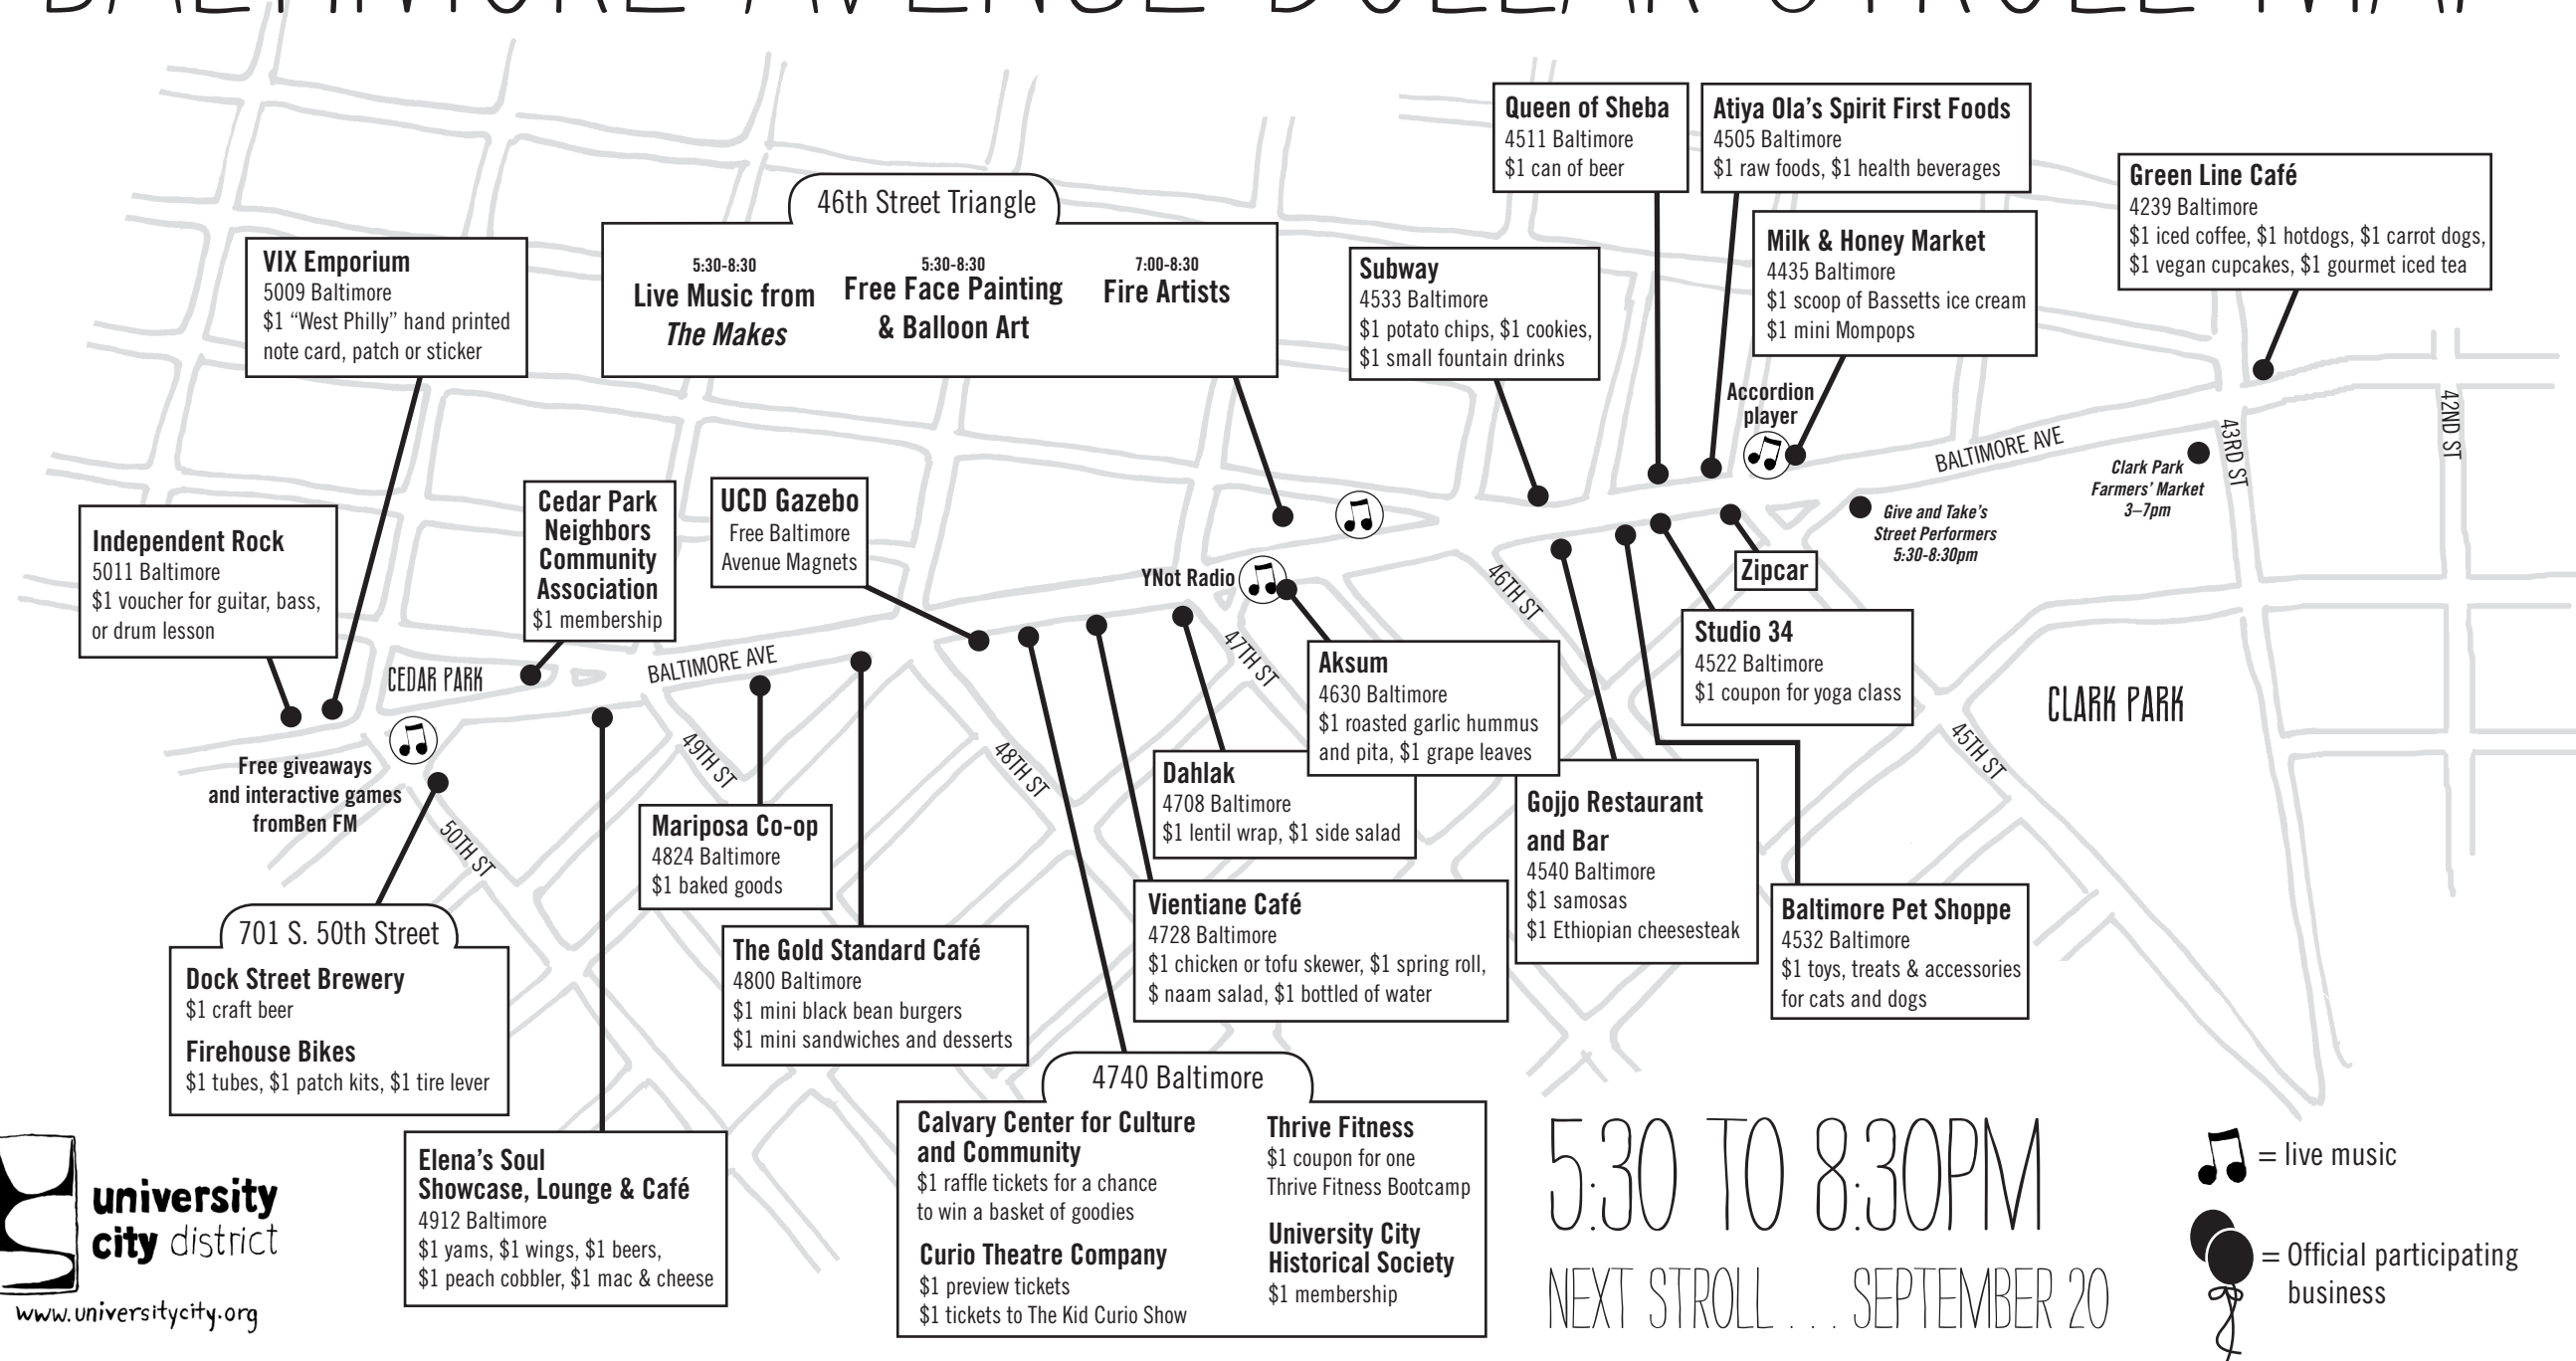 BALTIMORE AVENUE DOLLAR STROLL MAP
Queen of Sheba
4511 Baltimore
$1 can of beer
Atiya Ola's Spirit First Foods
4505 Baltimore
$1 raw foods, $1 health beverages
Green Line Café
4239 Baltimore
$1 iced coffee, $1 hotdogs, $1 carrot dogs,
$1 vegan cupcakes, $1 gourmet iced tea
46th Street Triangle
5:30-8:30
Live Music from
The Makes
5:30-8:30
Free Face Painting
& Balloon Art
7:00-8:30
Fire Artists
VIX Emporium
5009 Baltimore
$1 “West Philly” hand printed
note card, patch or sticker
Subway
4533 Baltimore
$1 potato chips, $1 cookies,
$1 small fountain drinks
Milk & Honey Market
4435 Baltimore
$1 scoop of Bassetts ice cream
$1 mini Mompops
Accordion
player
BALTIMORE AVE
42ND ST
43RD ST
Clark Park
Farmers' Market
3–7pm
Give and Take's
Street Performers
5:30-8:30pm
Independent Rock
5011 Baltimore
$1 voucher for guitar, bass,
or drum lesson
Cedar Park
Neighbors
Community
Association
$1 membership
UCD Gazebo
Free Baltimore
Avenue Magnets
YNot Radio
46TH ST
Zipcar
Studio 34
4522 Baltimore
$1 coupon for yoga class
CEDAR PARK
BALTIMORE AVE
47TH ST
Aksum
4630 Baltimore
$1 roasted garlic hummus
and pita, $1 grape leaves
CLARK PARK
45TH ST
Free giveaways
and interactive games
fromBen FM
50TH ST
49TH ST
48TH ST
Dahlak
4708 Baltimore
$1 lentil wrap, $1 side salad
Gojjo Restaurant
and Bar
4540 Baltimore
$1 samosas
$1 Ethiopian cheesesteak
Mariposa Co-op
4824 Baltimore
$1 baked goods
Vientiane Café
4728 Baltimore
$1 chicken or tofu skewer, $1 spring roll,
$ naam salad, $1 bottled of water
Baltimore Pet Shoppe
4532 Baltimore
$1 toys, treats & accessories
for cats and dogs
701 S. 50th Street
Dock Street Brewery
$1 craft beer
Firehouse Bikes
$1 tubes, $1 patch kits, $1 tire lever
The Gold Standard Café
4800 Baltimore
$1 mini black bean burgers
$1 mini sandwiches and desserts
4740 Baltimore
Calvary Center for Culture
and Community
$1 raffle tickets for a chance
to win a basket of goodies
Curio Theatre Company
$1 preview tickets
$1 tickets to The Kid Curio Show
Thrive Fitness
$1 coupon for one
Thrive Fitness Bootcamp
University City
Historical Society
$1 membership
Elena's Soul
Showcase, Lounge & Café
4912 Baltimore
$1 yams, $1 wings, $1 beers,
$1 peach cobbler, $1 mac & cheese
university
city district
www.universitycity.org
5:30 TO 8:30PM
NEXT STROLL . . . SEPTEMBER 20
= live music
= Official participating
business